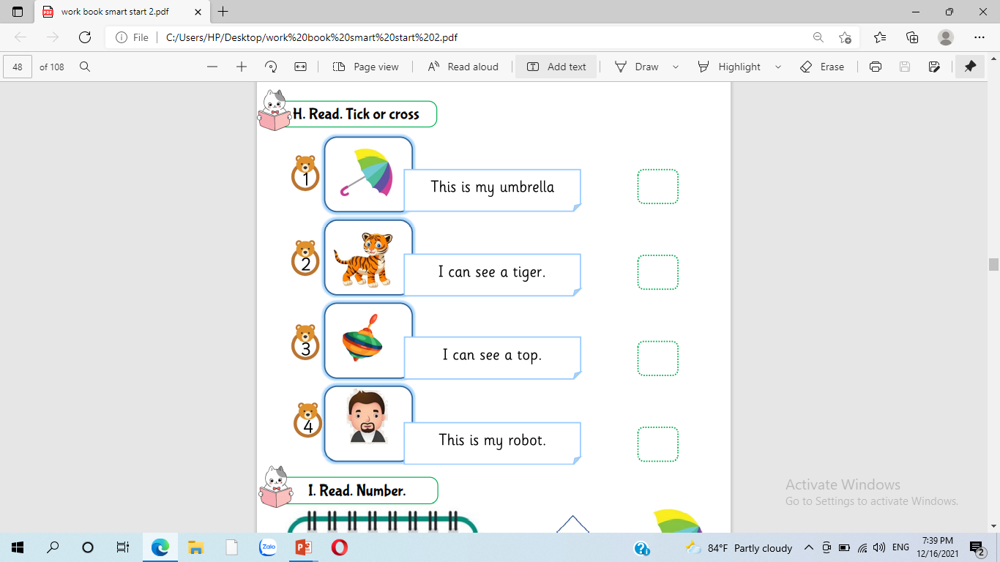 work book smart start 2.pdf
File
C:/Users/HP/Desktop/work%20book%20smart%20start%202.pdf
48 of 108
Page view
Read aloud
Add text
Draw
Highlight
Erase
H. Read. Tick or cross
1
This is my umbrella
2
I can see a tiger.
3
I can see a top.
4
This is my robot.
I. Read. Number.
Activate Windows
Go to Settings to activate Windows.
Zalo
84°F Partly cloudy
ENG
7:39 PM
12/16/2021
2